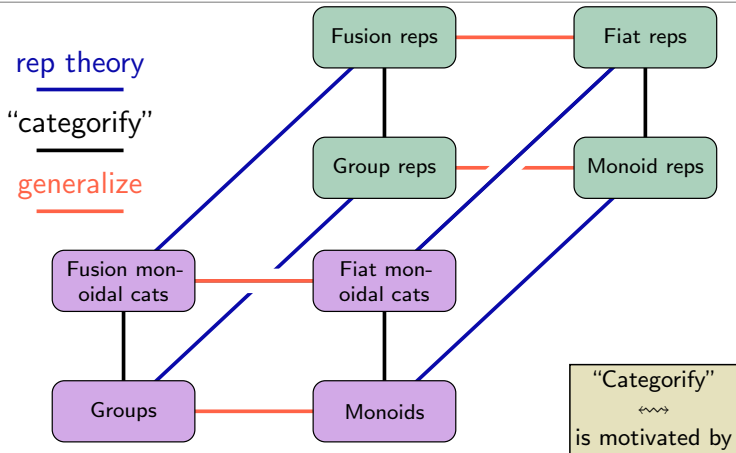 Fusion reps
Fiat reps
rep theory
“categorify”
generalize
Group reps
Monoid reps
Fusion mon-
oidal cats
Fiat mon-
oidal cats
Groups
Monoids
“Categorify”
↭
is motivated by